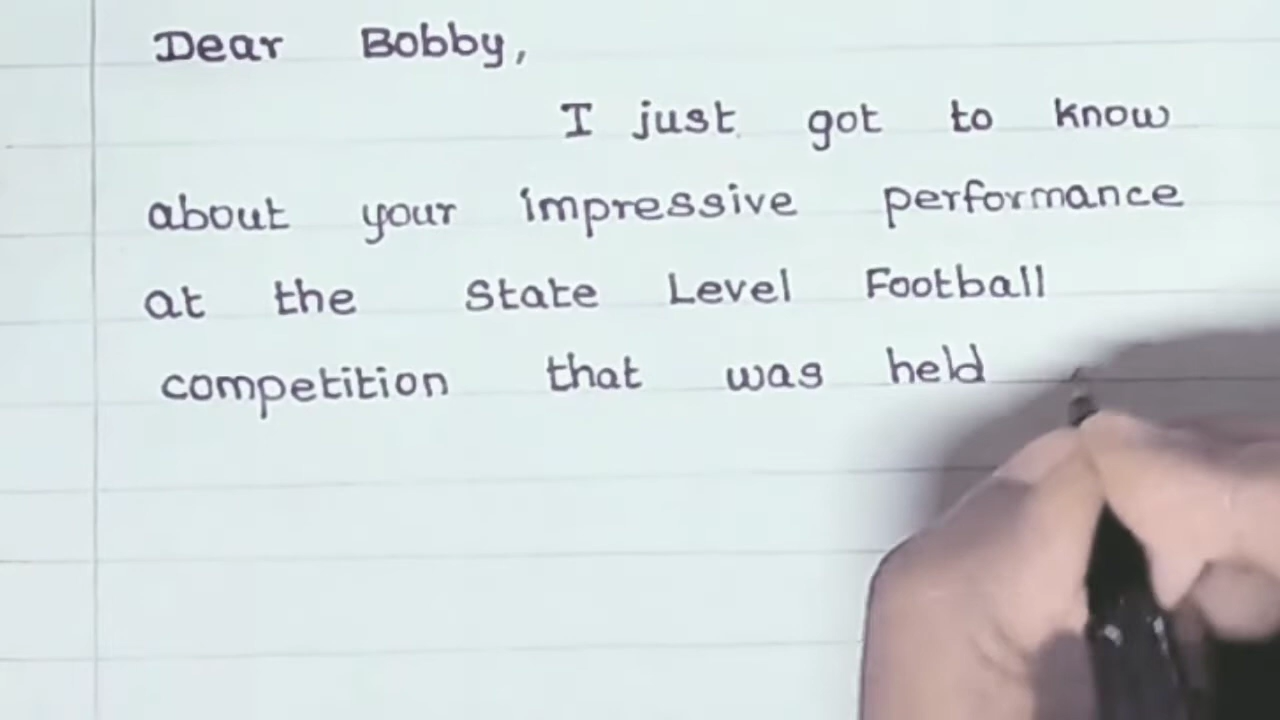 Dear Bobby,
I just got to know
about your impressive performance
at the State Level Football
competition that was held